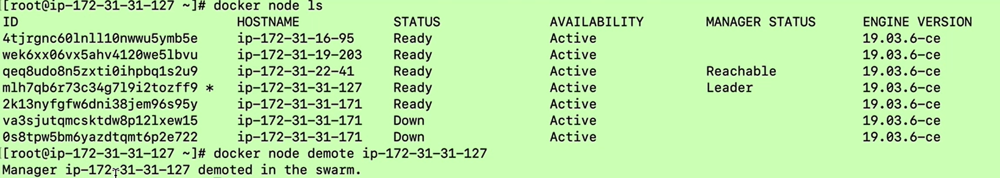 [root@ip-172-31-31-127 ~]# docker node ls
ID HOSTNAME STATUS AVAILABILITY MANAGER STATUS ENGINE VERSION
4tjrgnc60lnll10nwwu5ymb5e ip-172-31-16-95 Ready Active 19.03.6-ce
wek6xx06vx5ahv4120we5lbvu ip-172-31-19-203 Ready Active 19.03.6-ce
qeq8udo8n5zxti0ihpbq1s2u9 ip-172-31-22-41 Ready Active Reachable 19.03.6-ce
mlh7qb6r73c34g7l9i2tozff9 * ip-172-31-31-127 Ready Active Leader 19.03.6-ce
2k13nyfgfw6dni38jem96s95y ip-172-31-31-171 Ready Active 19.03.6-ce
va3sjutqmcsktdw8p12lxew15 ip-172-31-31-171 Down Active 19.03.6-ce
0s8tpw5bm6yazdtqmt6p2e722 ip-172-31-31-171 Down Active 19.03.6-ce
[root@ip-172-31-31-127 ~]# docker node demote ip-172-31-31-127
Manager ip-172-31-31-127 demoted in the swarm.